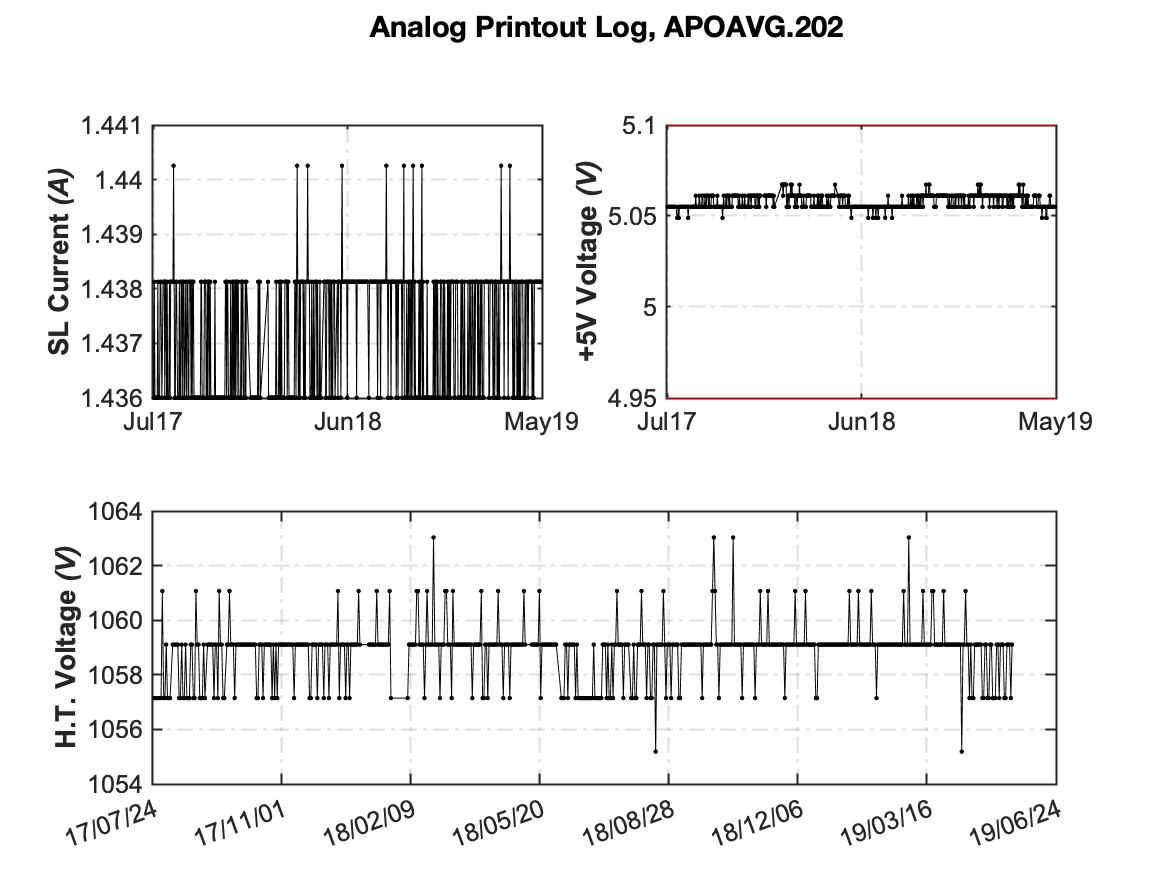 Analog Printout Log, APOAVG.202
SL Current (A)
1.441
1.44
1.439
1.438
1.437
1.436
Jul17 Jun18 May19
+5V Voltage (V)
5.1
5.05
5
4.95
Jul17 Jun18 May19
H.T. Voltage (V)
1064
1062
1060
1058
1056
1054
17/07/24 17/11/01 18/02/09 18/05/20 18/08/28 18/12/06 19/03/16 19/06/24